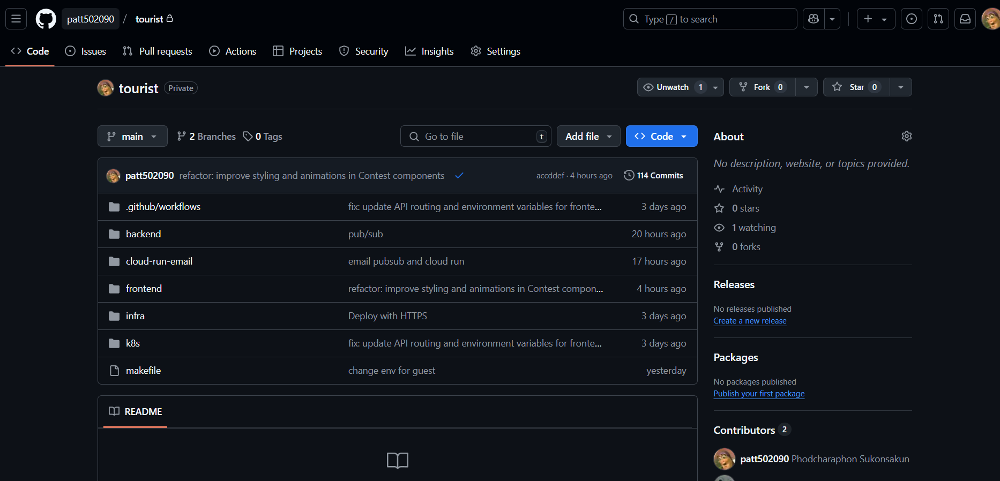 patt502090 / tourist
Type / to search
Code
Issues
Pull requests
Actions
Projects
Security
Insights
Settings
tourist Private
Unwatch 1
Fork 0
Star 0
main
2 Branches
0 Tags
Go to file t
Add file
Code
patt502090 refactor: improve styling and animations in Contest components accddef · 4 hours ago 114 Commits
.github/workflows fix: update API routing and environment variables for fronte... 3 days ago
backend pub/sub 20 hours ago
cloud-run-email email pubsub and cloud run 17 hours ago
frontend refactor: improve styling and animations in Contest compon... 4 hours ago
infra Deploy with HTTPS 3 days ago
k8s fix: update API routing and environment variables for fronte... 3 days ago
makefile change env for guest yesterday
README
About
No description, website, or topics provided.
Activity
0 stars
1 watching
0 forks
Releases
No releases published
Create a new release
Packages
No packages published
Publish your first package
Contributors 2
patt502090 Phodcharaphon Sukonsakun